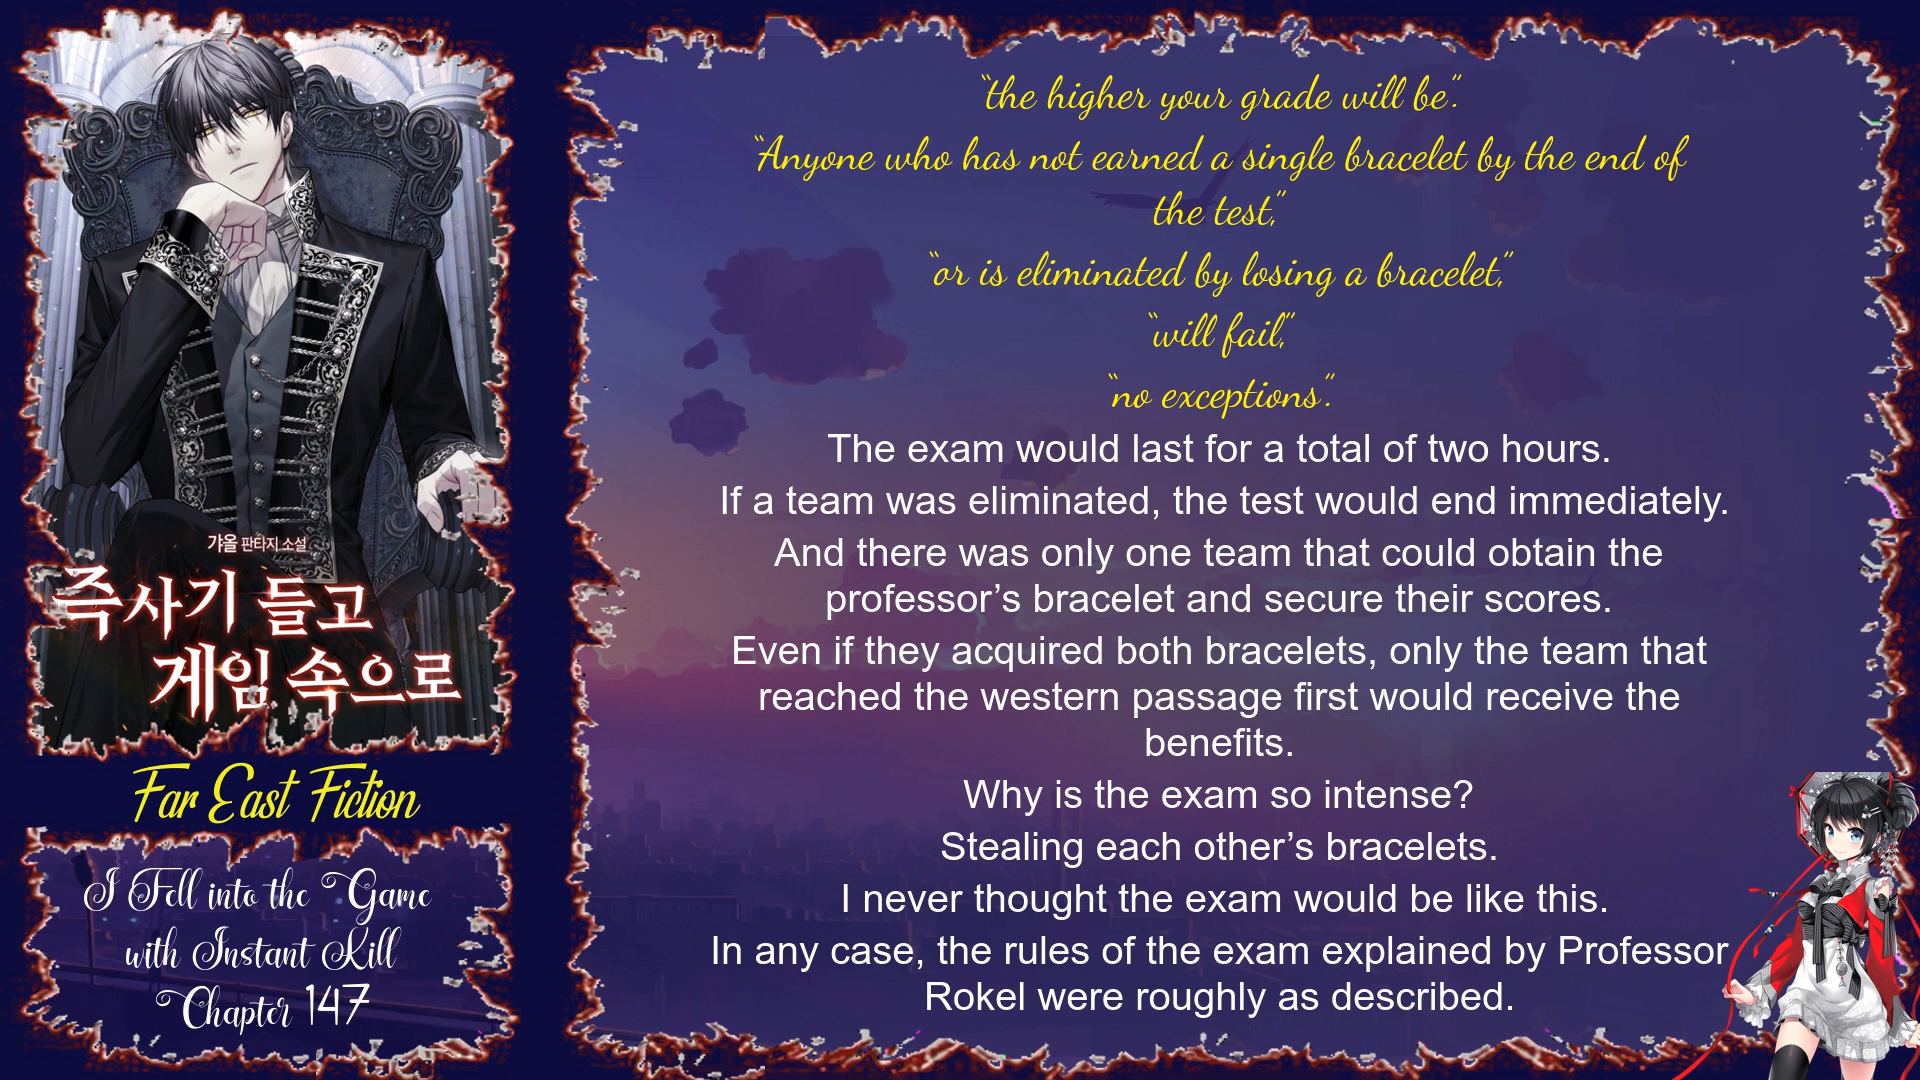 갸올 판타지 소설
즉사기 들고
게임 속으로
Far East Fiction
I Fell into the Game
with Instant Kill
Chapter 147
“the higher your grade will be”.
“Anyone who has not earned a single bracelet by the end of
the test,”
“or is eliminated by losing a bracelet,”
“will fail,”
“no exceptions”.
The exam would last for a total of two hours.
If a team was eliminated, the test would end immediately.
And there was only one team that could obtain the
professor’s bracelet and secure their scores.
Even if they acquired both bracelets, only the team that
reached the western passage first would receive the
benefits.
Why is the exam so intense?
Stealing each other’s bracelets.
I never thought the exam would be like this.
In any case, the rules of the exam explained by Professor
Rokel were roughly as described.